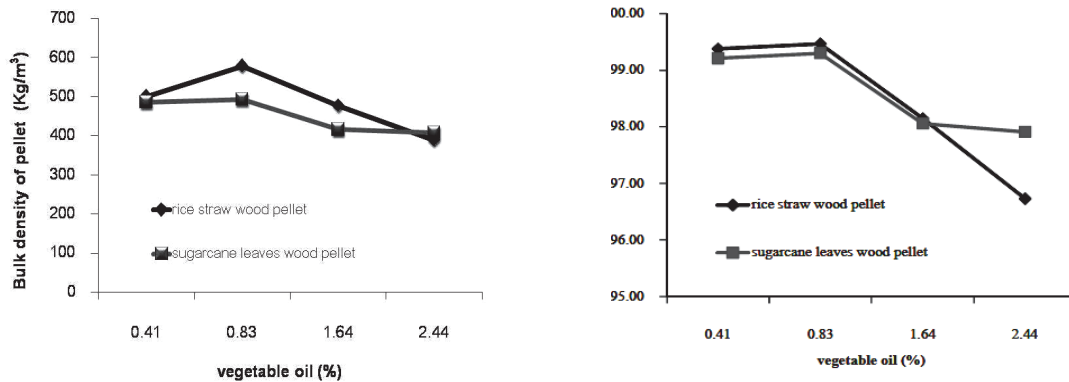 700
600
500
400
300
200
100
0
Bulk density of pellet (Kg/m³)
rice straw wood pellet
sugarcane leaves wood pellet
0.41 0.83 1.64 2.44
vegetable oil (%)
00.00
99.00
98.00
97.00
96.00
95.00
rice straw wood pellet
sugarcane leaves wood pellet
0.41 0.83 1.64 2.44
vegetable oil (%)